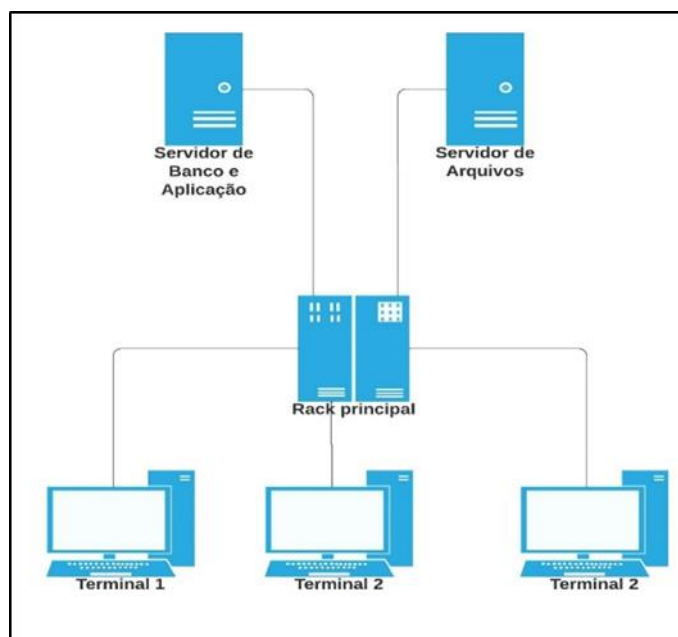 Servidor de
Banco e
Aplicação
Servidor de
Arquivos
Rack principal
Terminal 1
Terminal 2
Terminal 2